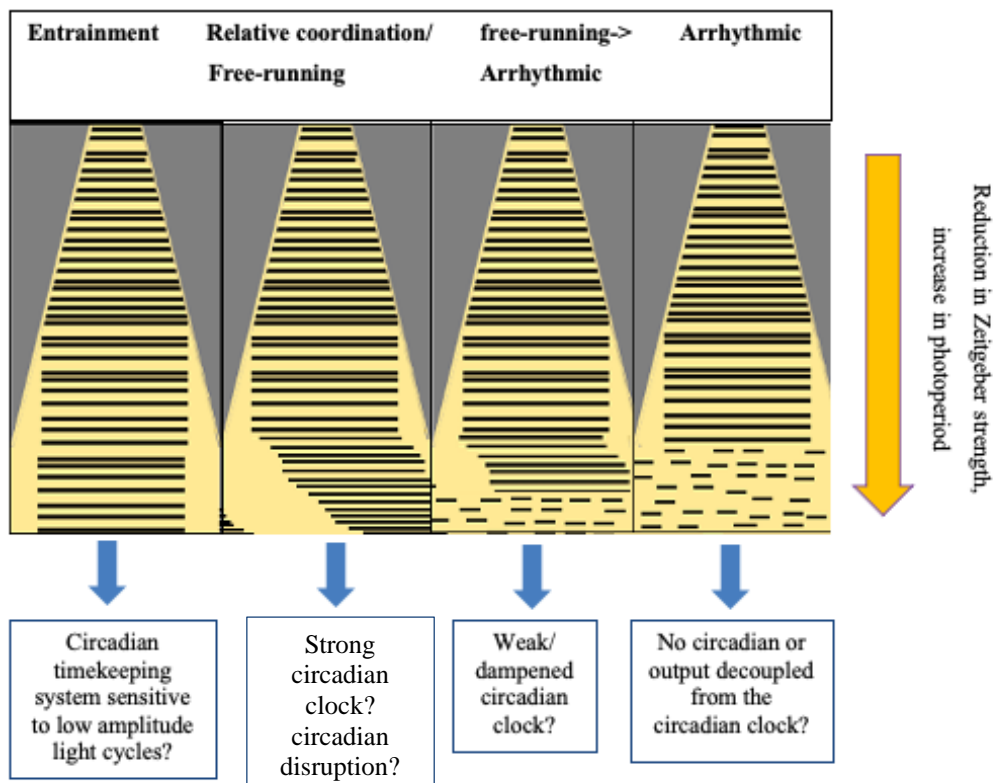 Entrainment
Relative coordination/
Free-running
free-running->
Arrhythmic
Arrhythmic
Reduction in Zeitgeber strength,
increase in photoperiod
Circadian
timekeeping
system sensitive
to low amplitude
light cycles?
Strong
circadian
clock?
circadian
disruption?
Weak/
dampened
circadian
clock?
No circadian or
output decoupled
from the
circadian clock?